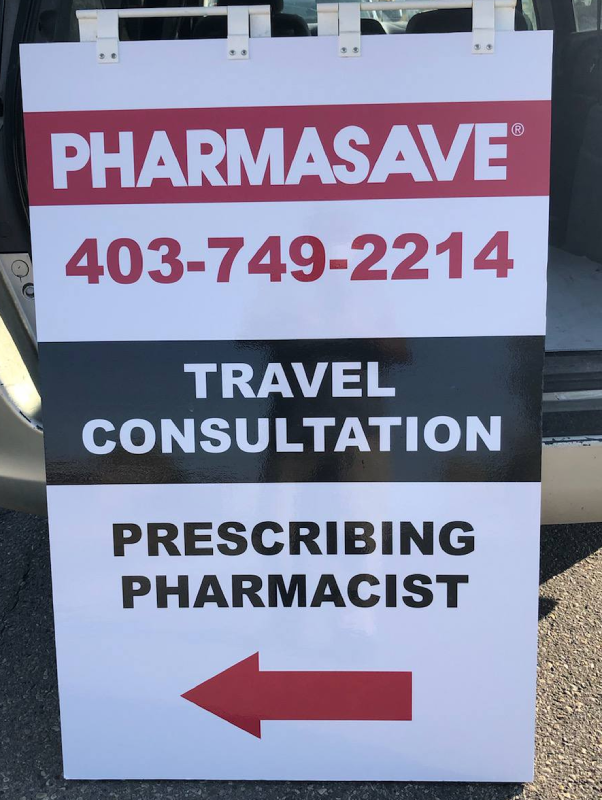 PHARMASAVE®
403-749-2214
TRAVEL
CONSULTATION
PRESCRIBING
PHARMACIST